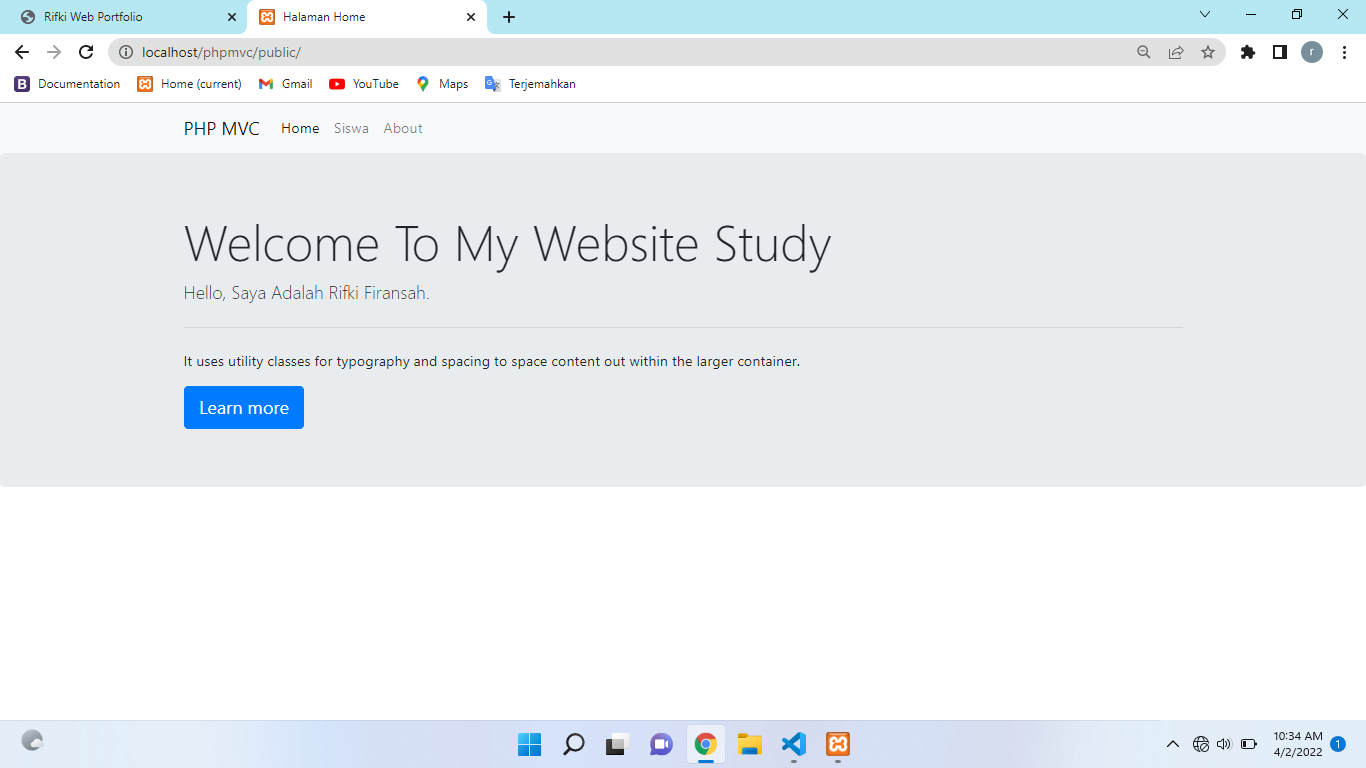 Rifki Web Portfolio
Halaman Home
localhost/phpmvc/public/
r
B Documentation Home (current) Gmail YouTube Maps Terjemahkan
PHP MVC Home Siswa About
Welcome To My Website Study
Hello, Saya Adalah Rifki Firansah.
It uses utility classes for typography and spacing to space content out within the larger container.
Learn more
10:34 AM
4/2/2022
1